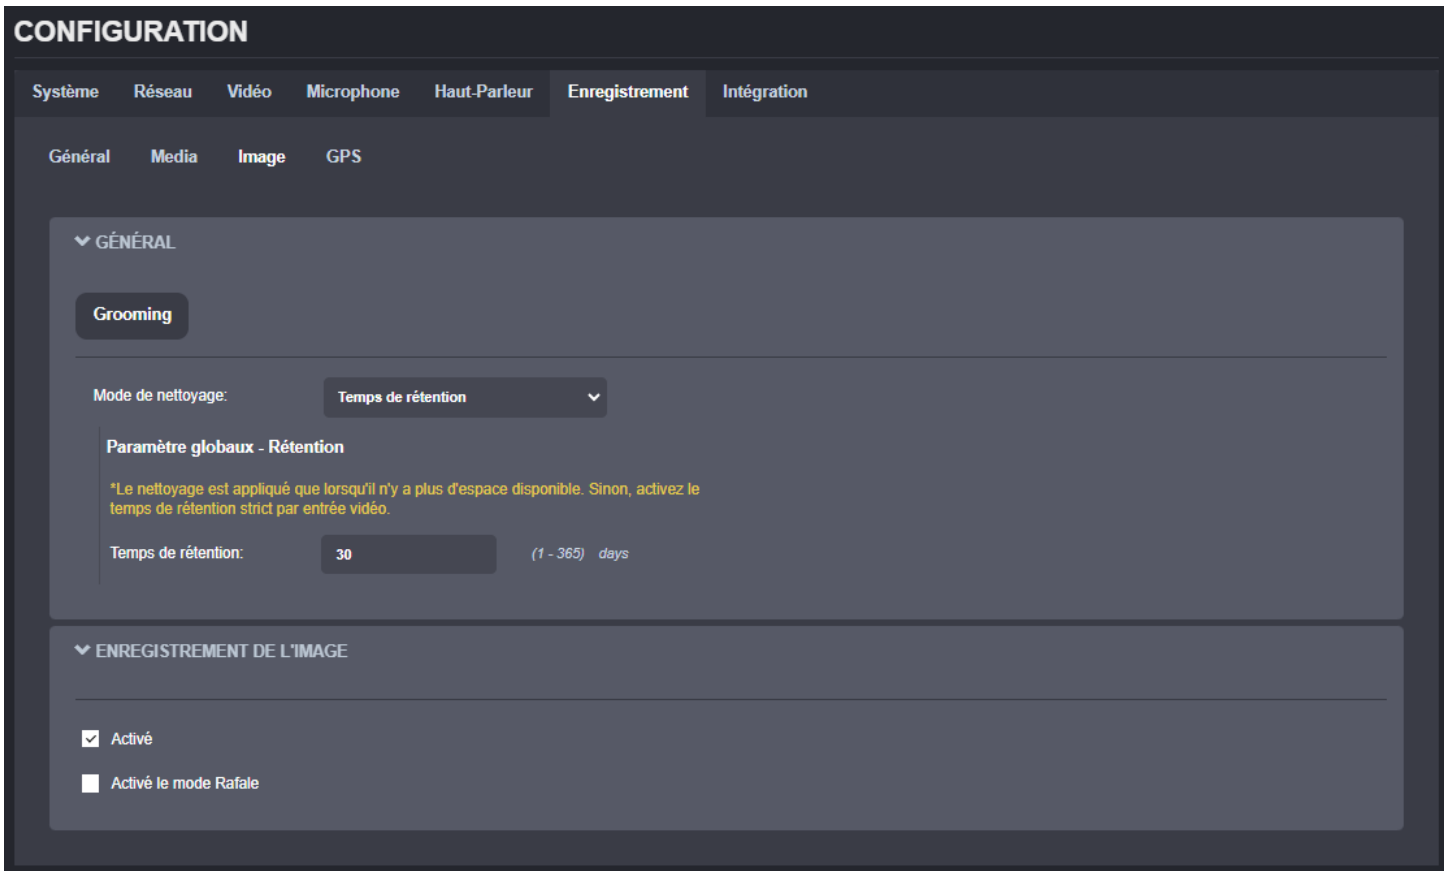 CONFIGURATION
Système Réseau Vidéo Microphone Haut-Parleur Enregistrement Intégration
Général Media Image GPS
GÉNÉRAL
Grooming
Mode de nettoyage: Temps de rétention
Paramètre globaux - Rétention
*Le nettoyage est appliqué que lorsqu'il n'y a plus d'espace disponible. Sinon, activez le
temps de rétention strict par entrée vidéo.
Temps de rétention: 30 (1 - 365) days
ENREGISTREMENT DE L'IMAGE
Activé
Activé le mode Rafale